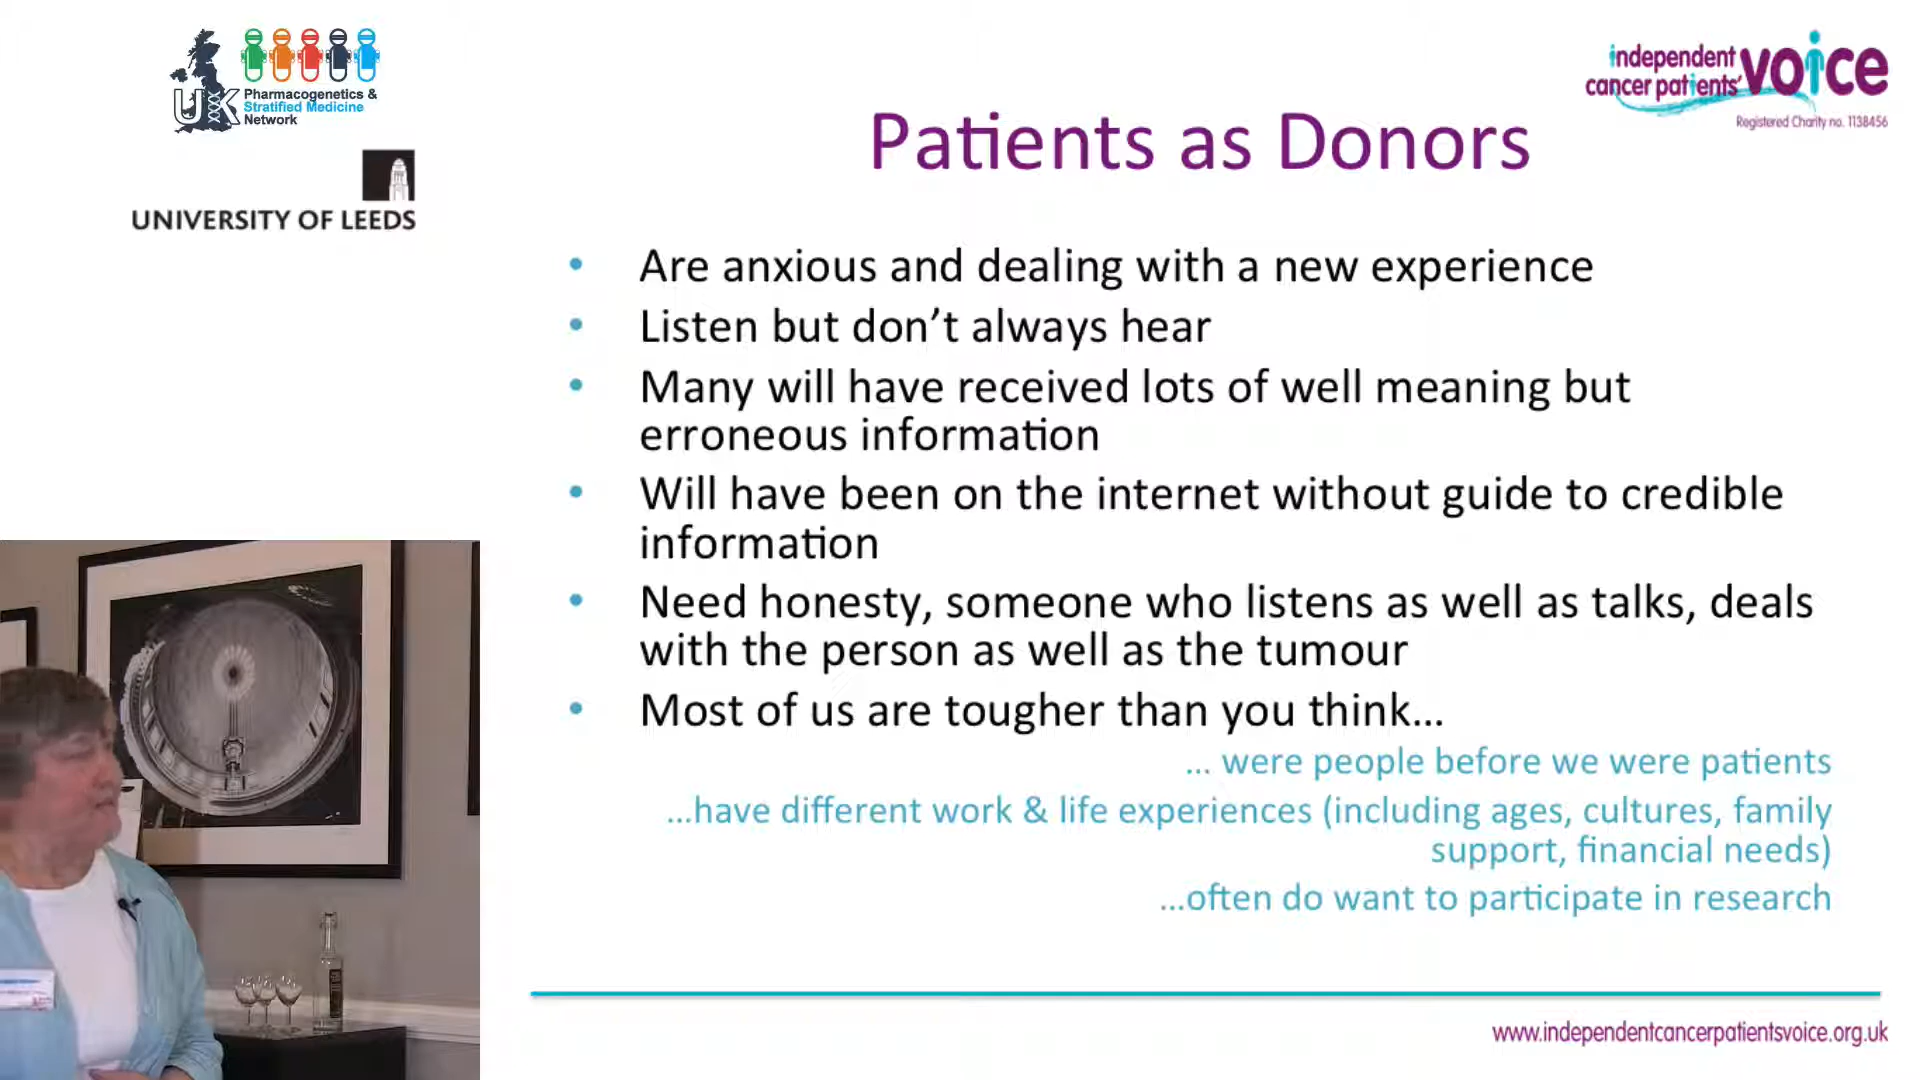 UK
Pharmacogenetics &
Stratified Medicine
Network
UNIVERSITY OF LEEDS
independent
cancer patients'
voice
Registered Charity no. 1138456
Patients as Donors
• Are anxious and dealing with a new experience
• Listen but don’t always hear
• Many will have received lots of well meaning but
erroneous information
• Will have been on the internet without guide to credible
information
• Need honesty, someone who listens as well as talks, deals
with the person as well as the tumour
• Most of us are tougher than you think...
... were people before we were patients
...have different work & life experiences (including ages, cultures, family
support, financial needs)
...often do want to participate in research
www.independentcancerpatientsvoice.org.uk